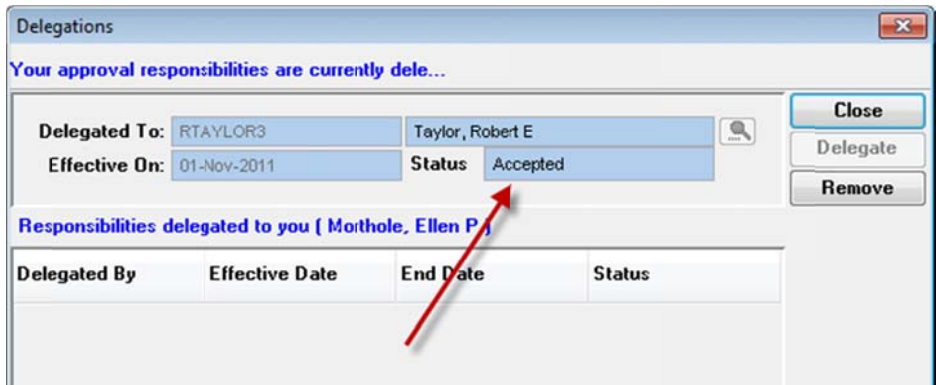 Delegations
Your approval responsibilities are currently dele...
Close
Delegated To: RTAYLOR3 Taylor, Robert E
Delegate
Effective On: 01-Nov-2011 Status Accepted
Remove
Responsibilities delegated to you ( Morthole, Ellen P )
Delegated By Effective Date End Date Status